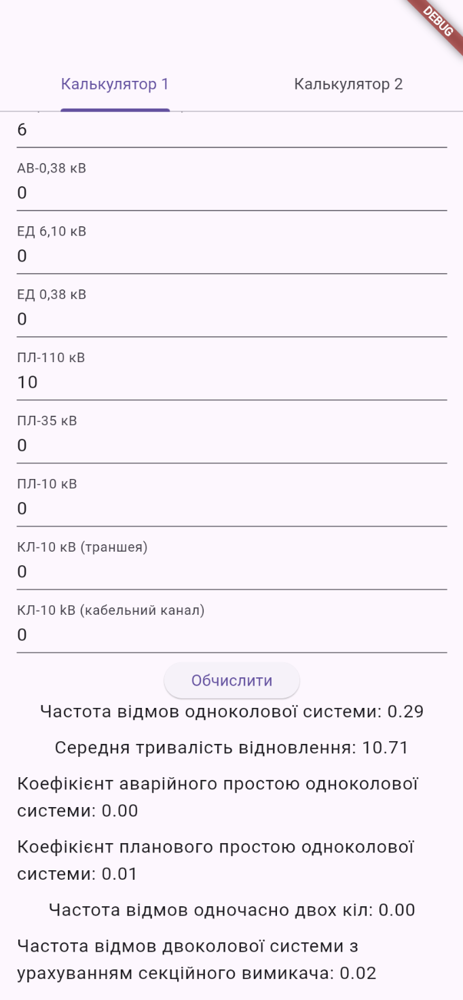 DEBUG
Калькулятор 1
Калькулятор 2
6
АВ-0,38 кВ
0
ЕД 6,10 кВ
0
ЕД 0,38 кВ
0
ПЛ-110 кВ
10
ПЛ-35 кВ
0
ПЛ-10 кВ
0
КЛ-10 кВ (траншея)
0
КЛ-10 kВ (кабельний канал)
0
Обчислити
Частота відмов одноколової системи: 0.29
Середня тривалість відновлення: 10.71
Коефікієнт аварійного простою одноколової
системи: 0.00
Коефікієнт планового простою одноколової
системи: 0.01
Частота відмов одночасно двох кіл: 0.00
Частота відмов двоколової системи з
урахуванням секційного вимикача: 0.02